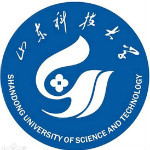 山东科技大学
SHANDONG UNIVERSITY OF SCIENCE AND TECHNOLOGY